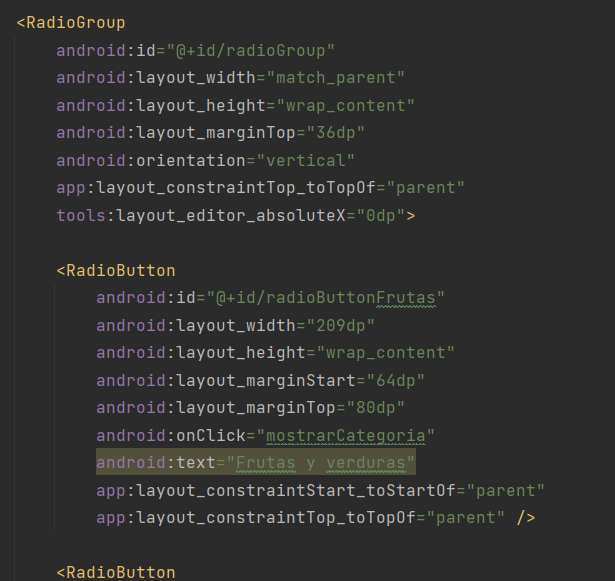 <RadioGroup
android:id="@+id/radioGroup"
android:layout_width="match_parent"
android:layout_height="wrap_content"
android:layout_marginTop="36dp"
android:orientation="vertical"
app:layout_constraintTop_toTopOf="parent"
tools:layout_editor_absoluteX="0dp">
<RadioButton
android:id="@+id/radioButtonFrutas"
android:layout_width="209dp"
android:layout_height="wrap_content"
android:layout_marginStart="64dp"
android:layout_marginTop="80dp"
android:onClick="mostrarCategoria"
android:text="Frutas y verduras"
app:layout_constraintStart_toStartOf="parent"
app:layout_constraintTop_toTopOf="parent" />
<RadioButton